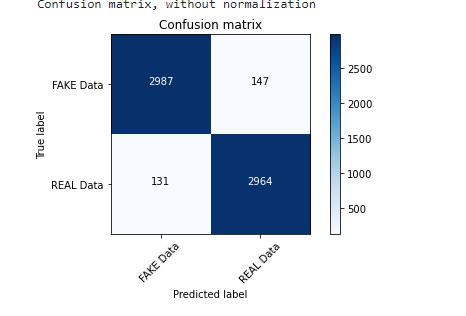 Confusion matrix, without normalization
Confusion matrix
FAKE Data
2987
147
REAL Data
131
2964
True label
FAKE Data
REAL Data
Predicted label
2500
2000
1500
1000
500